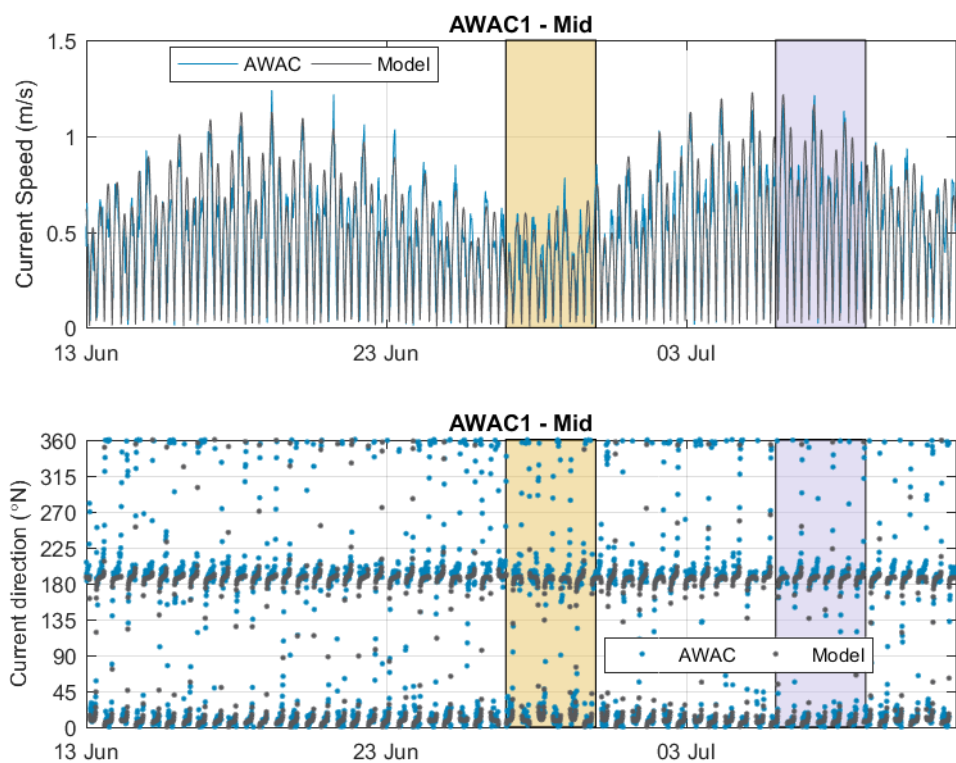 AWAC1 - Mid
AWAC Model
Current Speed (m/s)
1.5
1
0.5
0
13 Jun 23 Jun 03 Jul
AWAC1 - Mid
Current direction (°N)
360
315
270
225
180
135
90
45
0
AWAC Model
13 Jun 23 Jun 03 Jul